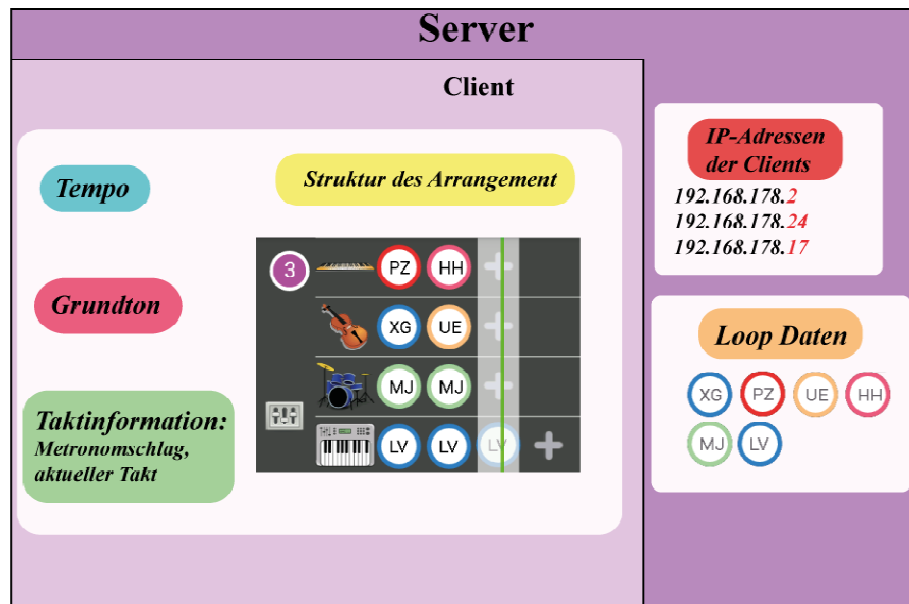 Server
Client
Tempo
Struktur des Arrangement
Grundton
Taktinformation:
Metronomschlag,
aktueller Takt
3
PZ HH
XG UE
MJ MJ
LV LV LV
IP-Adressen
der Clients
192.168.178.2
192.168.178.24
192.168.178.17
Loop Daten
XG PZ UE HH
MJ LV